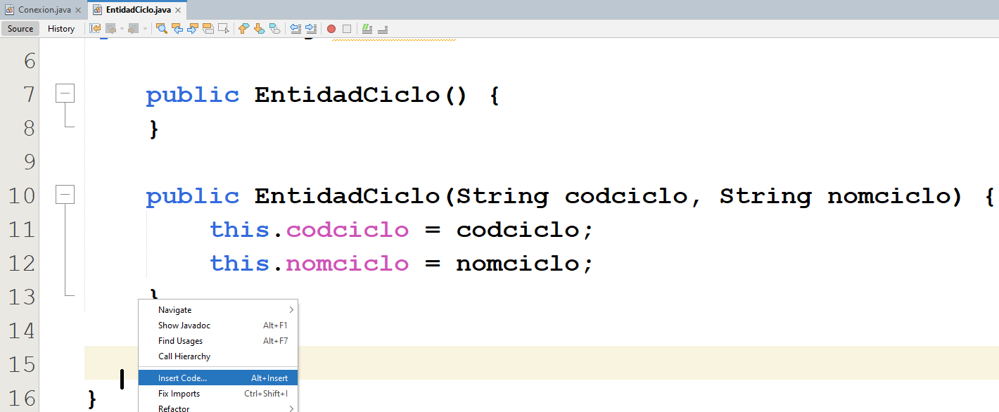 Conexion.java EntidadCiclo.java
Source History
6
7 public EntidadCiclo() {
8 }
9
10 public EntidadCiclo(String codciclo, String nomciclo) {
11 this.codciclo = codciclo;
12 this.nomciclo = nomciclo;
13 }
Navigate
14
Show Javadoc Alt+F1
Find Usages Alt+F7
Call Hierarchy
15
Insert Code... Alt+Insert
Fix Imports Ctrl+Shift+I
16 }
Refactor